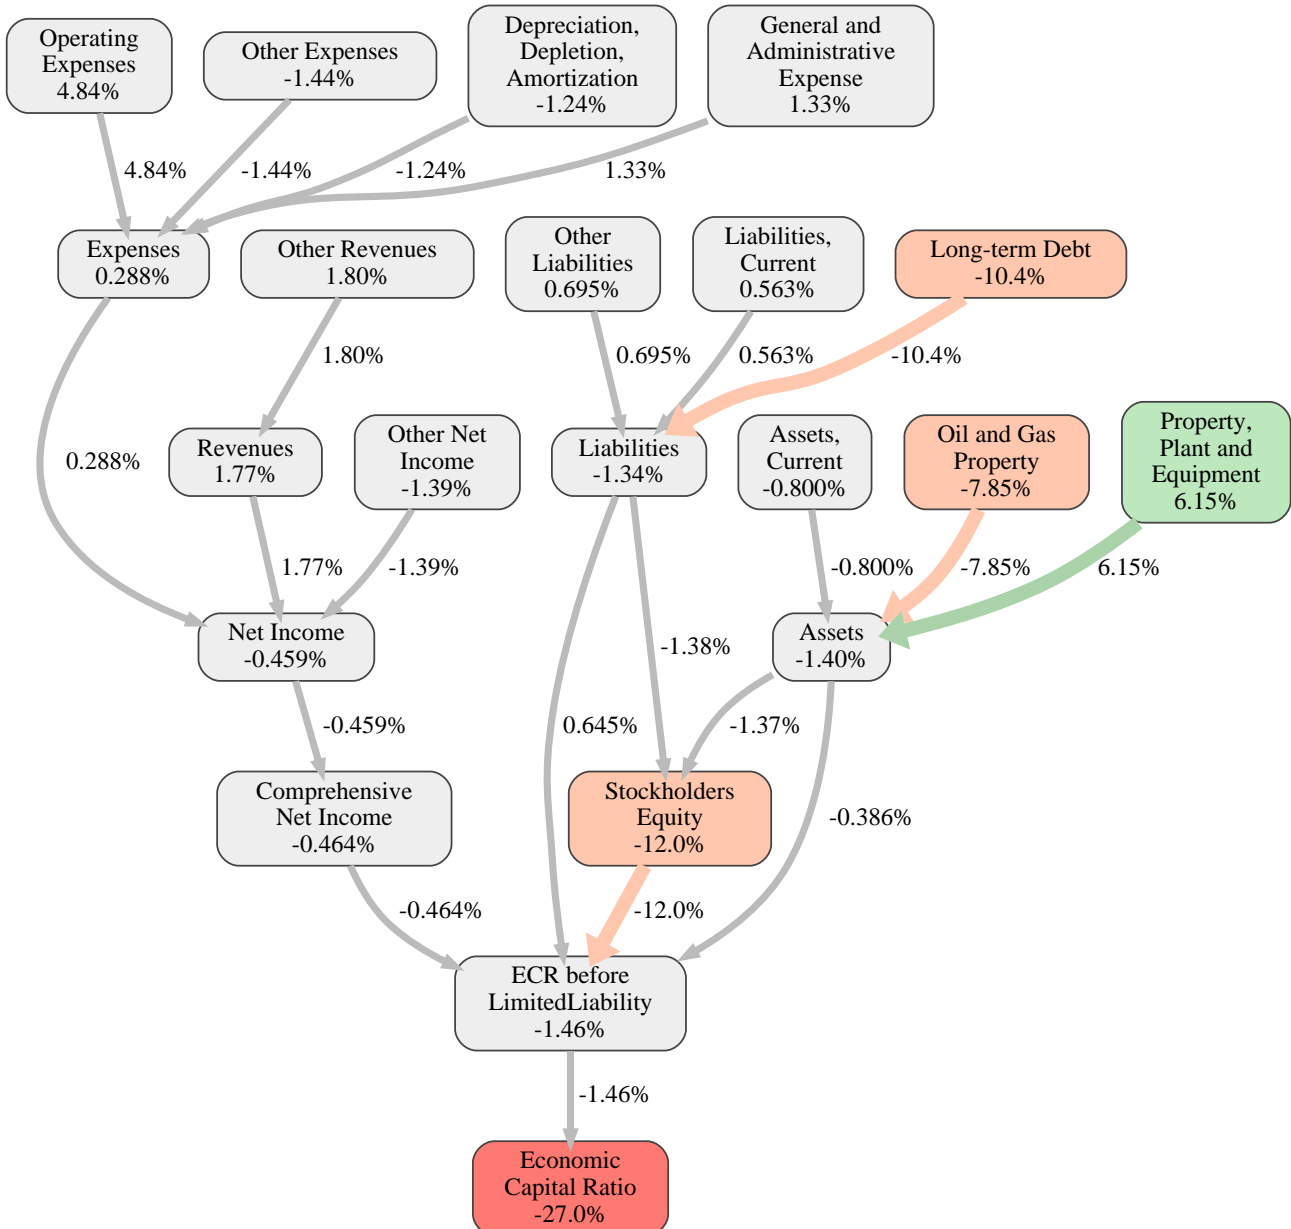 Operating
Expenses
4.84%
Other Expenses
-1.44%
Depreciation,
Depletion,
Amortization
-1.24%
General and
Administrative
Expense
1.33%
4.84%
-1.44%
-1.24%
1.33%
Expenses
0.288%
Other Revenues
1.80%
Other
Liabilities
0.695%
Liabilities,
Current
0.563%
Long-term Debt
-10.4%
1.80%
0.695%
0.563%
-10.4%
0.288%
Revenues
1.77%
Other Net
Income
-1.39%
Liabilities
-1.34%
Assets,
Current
-0.800%
Oil and Gas
Property
-7.85%
Property,
Plant and
Equipment
6.15%
1.77%
-1.39%
-0.800%
-7.85%
6.15%
Net Income
-0.459%
-1.38%
Assets
-1.40%
-0.459%
0.645%
-1.37%
Comprehensive
Net Income
-0.464%
Stockholders
Equity
-12.0%
-0.386%
-0.464%
-12.0%
ECR before
LimitedLiability
-1.46%
-1.46%
Economic
Capital Ratio
-27.0%